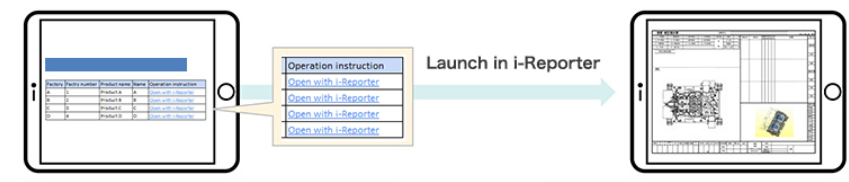 Factory Factry number Product name Name Operation instruction
A 1 Product A A Open with i-Reporter
B 2 Product B B Open with i-Reporter
C 3 Product C C Open with i-Reporter
D 4 Product D D Open with i-Reporter
Operation instruction
Open with i-Reporter
Open with i-Reporter
Open with i-Reporter
Open with i-Reporter
Launch in i-Reporter